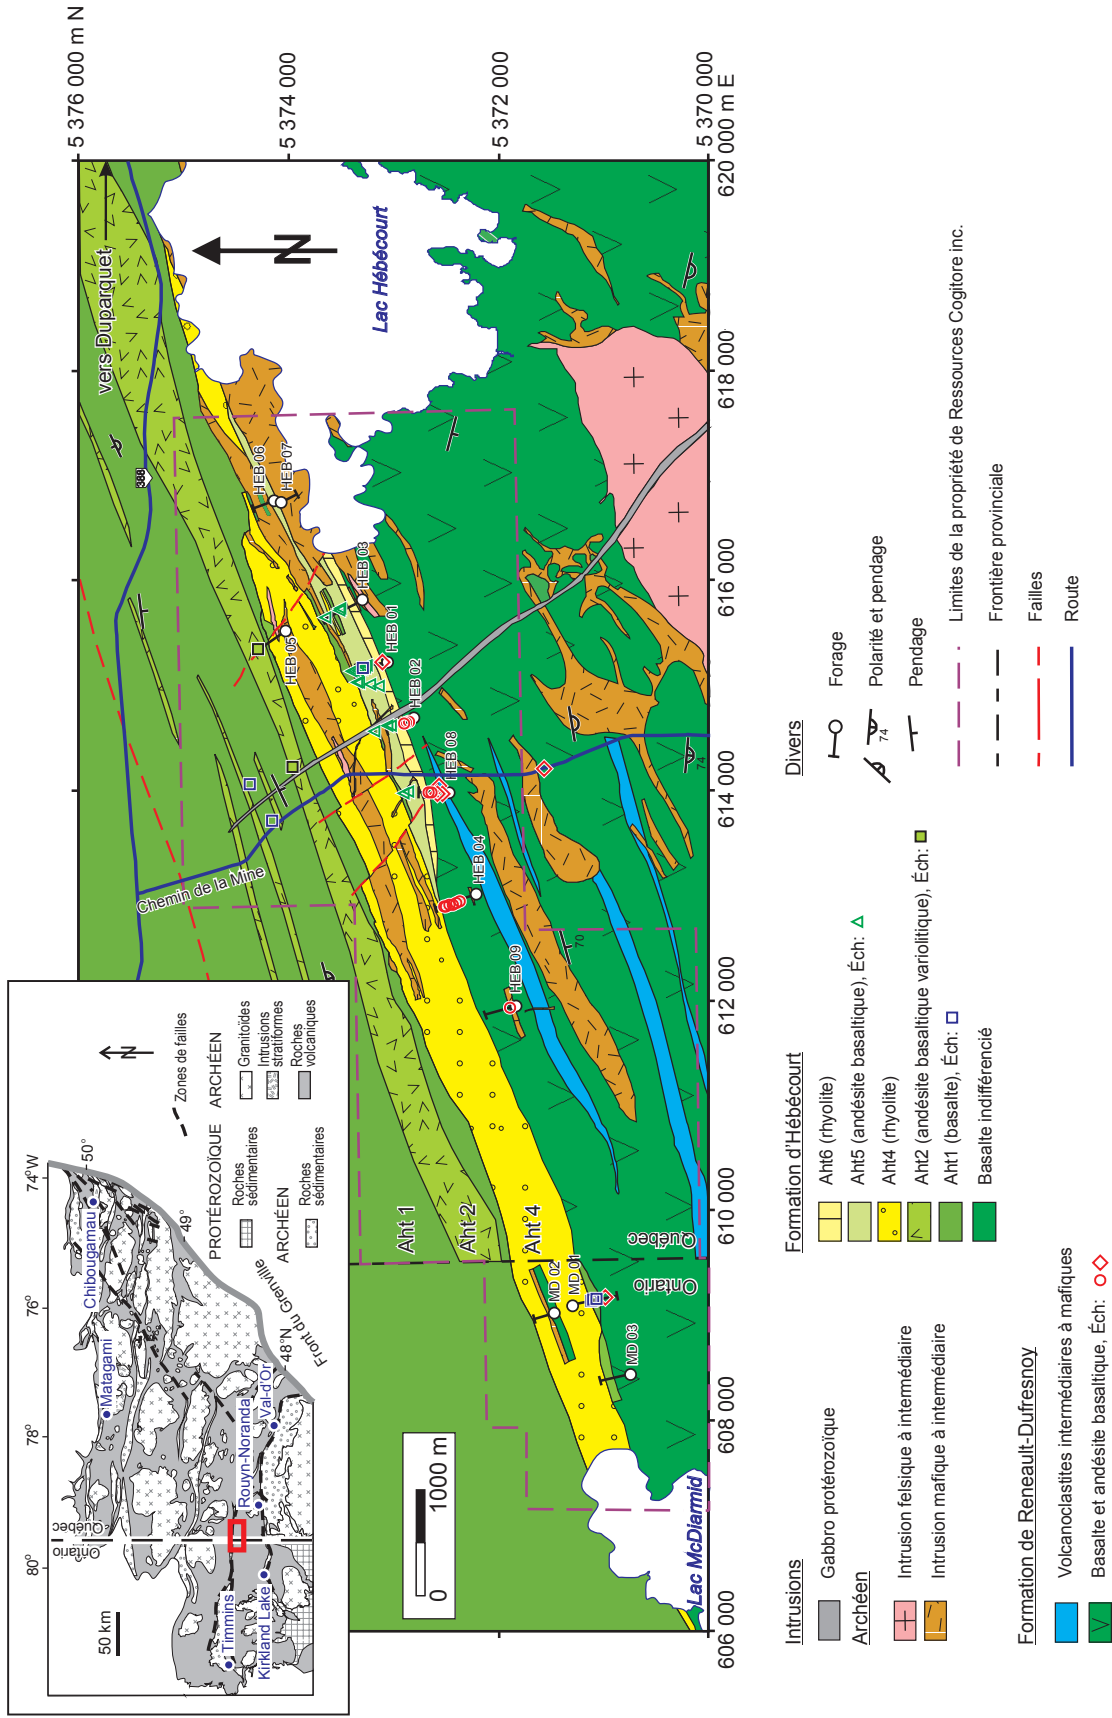 5 376 000 m N
5 374 000
5 372 000
5 370 000
606 000
608 000
610 000
612 000
614 000
616 000
618 000
620 000 m E
vers Duparquet
388
N
Lac Hébécourt
Chemin de la Mine
HEB 06
HEB 07
HEB 03
HEB 05
HEB 01
HEB 02
HEB 08
HEB 04
HEB 09
MD 02
MD 01
MD 03
Aht 1
Aht 2
Aht 4
74
70
Québec
Ontario
Lac McDiarmid
0
1000 m
50 km
80°
78°
76°
74°W
50°
49°
48°N
Ontario
Québec
Timmins
Kirkland Lake
Rouyn-Noranda
Val-d'Or
Matagami
Chibougamau
Front du Grenville
N
Zones de failles
PROTÉROZOÏQUE
Roches
sédimentaires
ARCHÉEN
Roches
sédimentaires
ARCHÉEN
Granitoïdes
Intrusions
stratiformes
Roches
volcaniques
Intrusions
Gabbro protérozoïque
Archéen
Intrusion felsique à intermédiaire
Intrusion mafique à intermédiaire
Formation de Reneault-Dufresnoy
Volcanoclastites intermédiaires à mafiques
Basalte et andésite basaltique, Éch:
Formation d'Hébécourt
Aht6 (rhyolite)
Aht5 (andésite basaltique), Éch:
Aht4 (rhyolite)
Aht2 (andésite basaltique variolitique), Éch:
Aht1 (basalte), Éch:
Basalte indifférencié
Divers
Forage
74
Polarité et pendage
Pendage
Limites de la propriété de Ressources Cogitore inc.
Frontière provinciale
Failles
Route